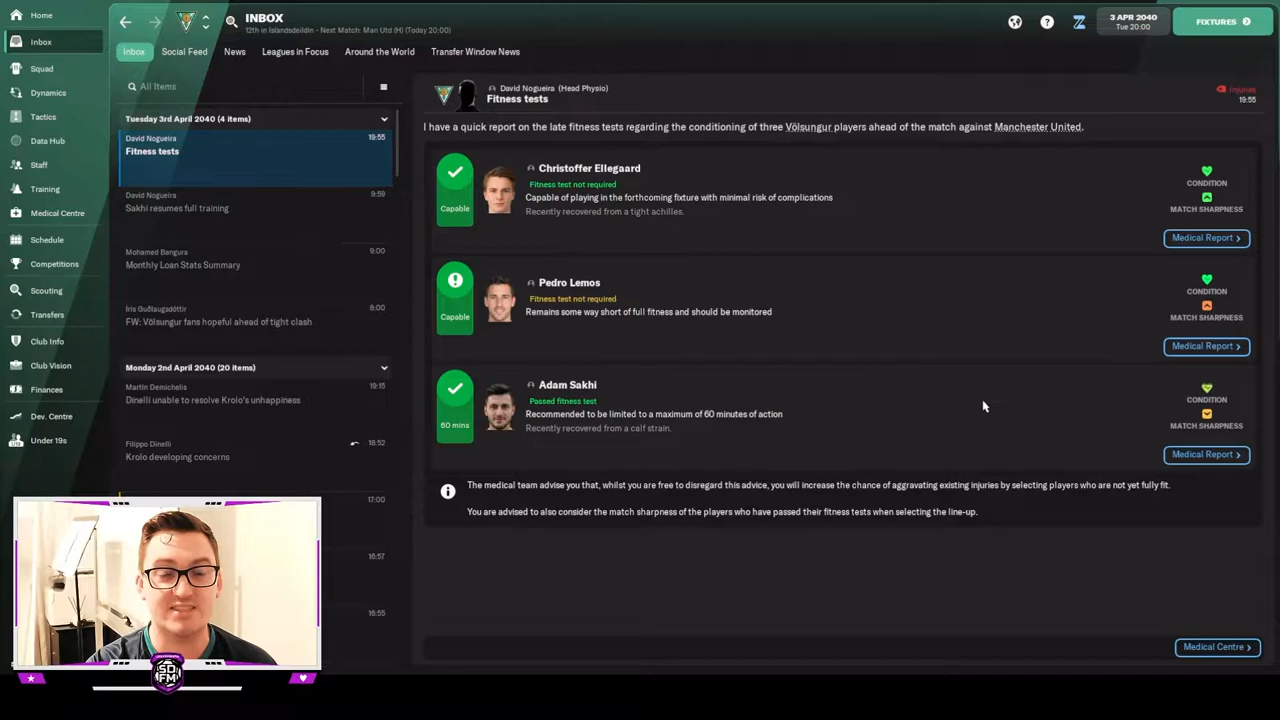 Home
Inbox
Squad
Dynamics
Tactics
Data Hub
Staff
Training
Medical Centre
Schedule
Competitions
Scouting
Transfers
Club Info
Club Vision
Finances
Dev. Centre
Under 19s
INBOX
12th in Islandsdeildin - Next Match: Man Utd (H) (Today 20:00)
3 APR 2040
Tue 20:00
FIXTURES
Inbox Social Feed News Leagues in Focus Around the World Transfer Window News
All Items
Tuesday 3rd April 2040 (4 items)
David Nogueira 19:55
Fitness tests
David Nogueira 9:59
Sakhi resumes full training
Mohamed Bangura 9:00
Monthly Loan Stats Summary
Iris Guðlaugsdóttir 8:00
FW: Völsungur fans hopeful ahead of tight clash
Monday 2nd April 2040 (20 items)
Martín Demichelis 19:15
Dinelli unable to resolve Krolo's unhappiness
Filippo Dinelli 18:52
Krolo developing concerns
17:00
16:57
16:55
David Nogueira (Head Physio)
Fitness tests
Injuries
19:55
I have a quick report on the late fitness tests regarding the conditioning of three Völsungur players ahead of the match against Manchester United.
Capable
Christoffer Ellegaard
Fitness test not required
Capable of playing in the forthcoming fixture with minimal risk of complications
Recently recovered from a tight achilles.
CONDITION
MATCH SHARPNESS
Medical Report
Capable
Pedro Lemos
Fitness test not required
Remains some way short of full fitness and should be monitored
CONDITION
MATCH SHARPNESS
Medical Report
60 mins
Adam Sakhi
Passed fitness test
Recommended to be limited to a maximum of 60 minutes of action
Recently recovered from a calf strain.
CONDITION
MATCH SHARPNESS
Medical Report
The medical team advise you that, whilst you are free to disregard this advice, you will increase the chance of aggravating existing injuries by selecting players who are not yet fully fit.
You are advised to also consider the match sharpness of the players who have passed their fitness tests when selecting the line-up.
Medical Centre
SD
FM